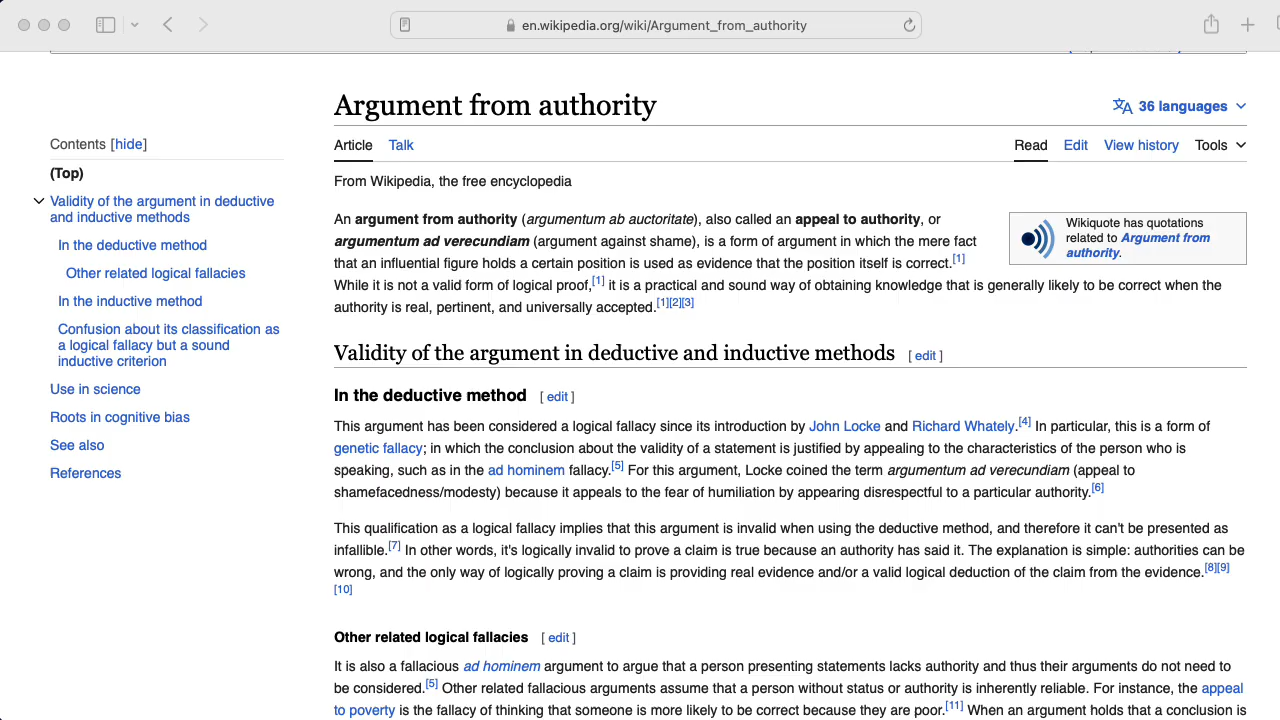 en.wikipedia.org/wiki/Argument_from_authority
Argument from authority
36 languages
Contents [hide]
(Top)
Validity of the argument in deductive
and inductive methods
In the deductive method
Other related logical fallacies
In the inductive method
Confusion about its classification as
a logical fallacy but a sound
inductive criterion
Use in science
Roots in cognitive bias
See also
References
Article Talk
Read Edit View history Tools
From Wikipedia, the free encyclopedia
An argument from authority (argumentum ab auctoritate), also called an appeal to authority, or
argumentum ad verecundiam (argument against shame), is a form of argument in which the mere fact
that an influential figure holds a certain position is used as evidence that the position itself is correct.[1]
Wikiquote has quotations
related to Argument from
authority.
While it is not a valid form of logical proof,[1] it is a practical and sound way of obtaining knowledge that is generally likely to be correct when the
authority is real, pertinent, and universally accepted.[1][2][3]
Validity of the argument in deductive and inductive methods [ edit ]
In the deductive method [ edit ]
This argument has been considered a logical fallacy since its introduction by John Locke and Richard Whately.[4] In particular, this is a form of
genetic fallacy; in which the conclusion about the validity of a statement is justified by appealing to the characteristics of the person who is
speaking, such as in the ad hominem fallacy.[5] For this argument, Locke coined the term argumentum ad verecundiam (appeal to
shamefacedness/modesty) because it appeals to the fear of humiliation by appearing disrespectful to a particular authority.[6]
This qualification as a logical fallacy implies that this argument is invalid when using the deductive method, and therefore it can't be presented as
infallible.[7] In other words, it's logically invalid to prove a claim is true because an authority has said it. The explanation is simple: authorities can be
wrong, and the only way of logically proving a claim is providing real evidence and/or a valid logical deduction of the claim from the evidence.[8][9]
[10]
Other related logical fallacies [ edit ]
It is also a fallacious ad hominem argument to argue that a person presenting statements lacks authority and thus their arguments do not need to
be considered.[5] Other related fallacious arguments assume that a person without status or authority is inherently reliable. For instance, the appeal
to poverty is the fallacy of thinking that someone is more likely to be correct because they are poor.[11] When an argument holds that a conclusion is